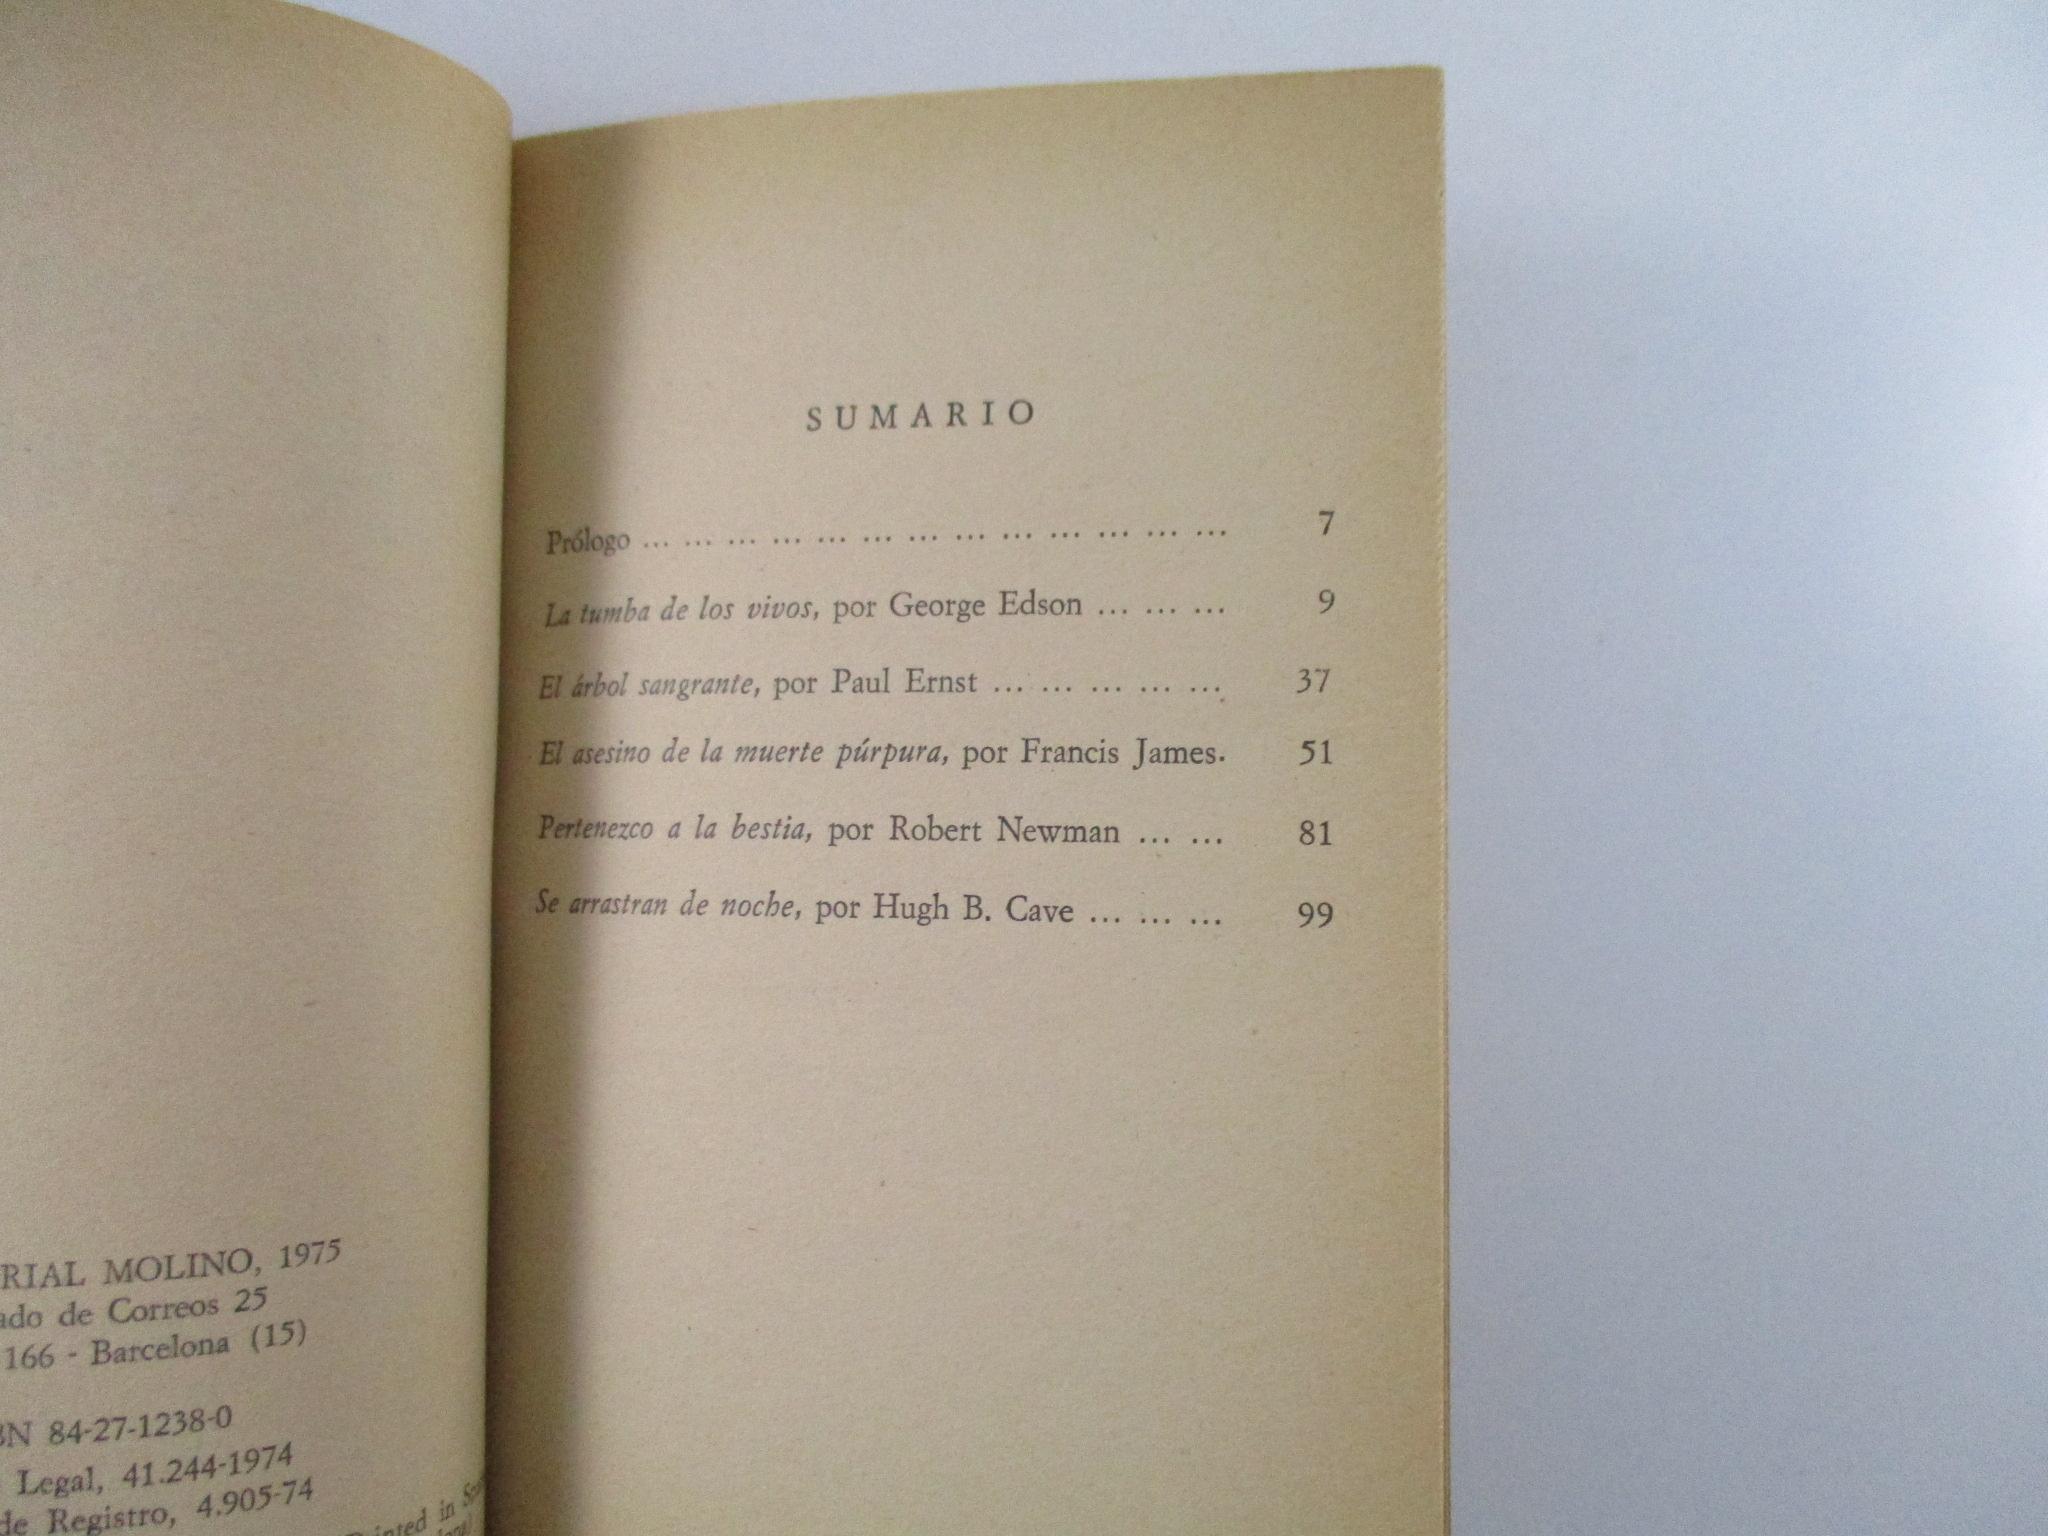 RIAL MOLINO, 1975
ado de Correos 25
166 - Barcelona (15)
BN 84-27-1238-0
Legal, 41.244-1974
de Registro, 4.905-74
Printed in
SUMARIO
Prólogo ... ... ... ... ... ... ... ... ... ... ... ... ... 7
La tumba de los vivos, por George Edson ... ... ... 9
El árbol sangrante, por Paul Ernst ... ... ... ... ... 37
El asesino de la muerte púrpura, por Francis James. 51
Pertenezco a la bestia, por Robert Newman ... ... 81
Se arrastran de noche, por Hugh B. Cave ... ... ... 99